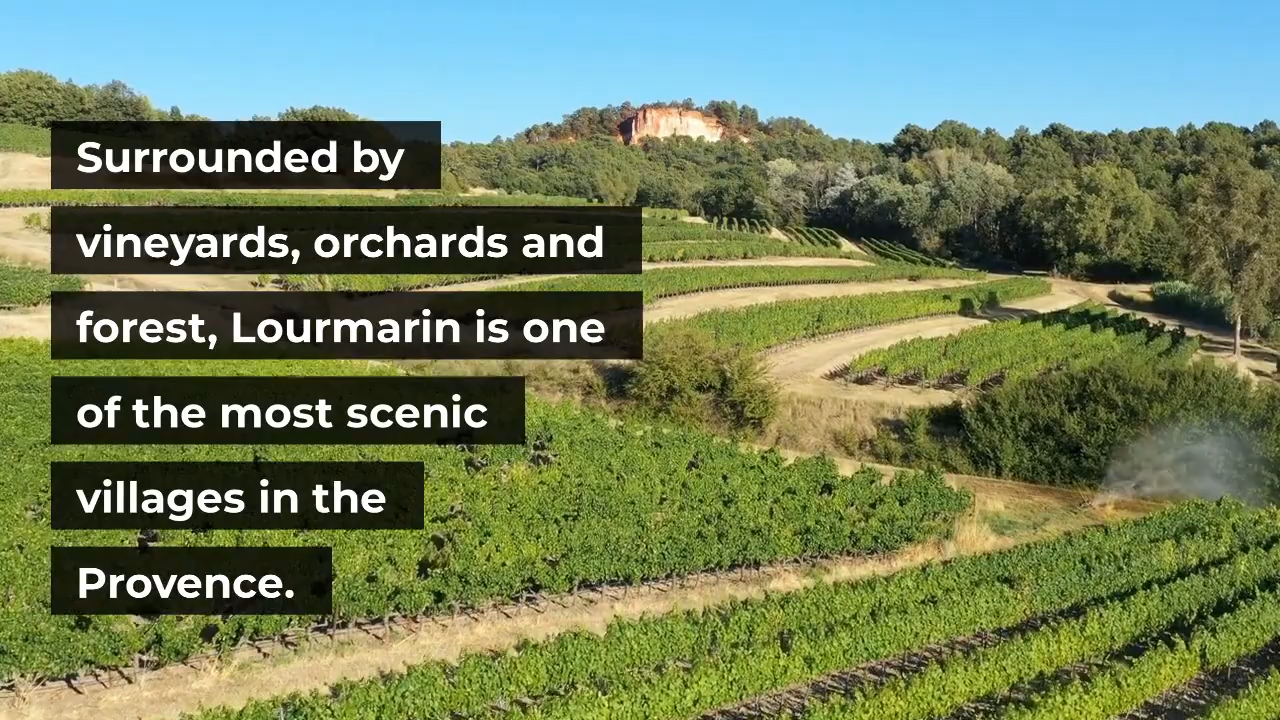 Surrounded by
vineyards, orchards and
forest, Lourmarin is one
of the most scenic
villages in the
Provence.